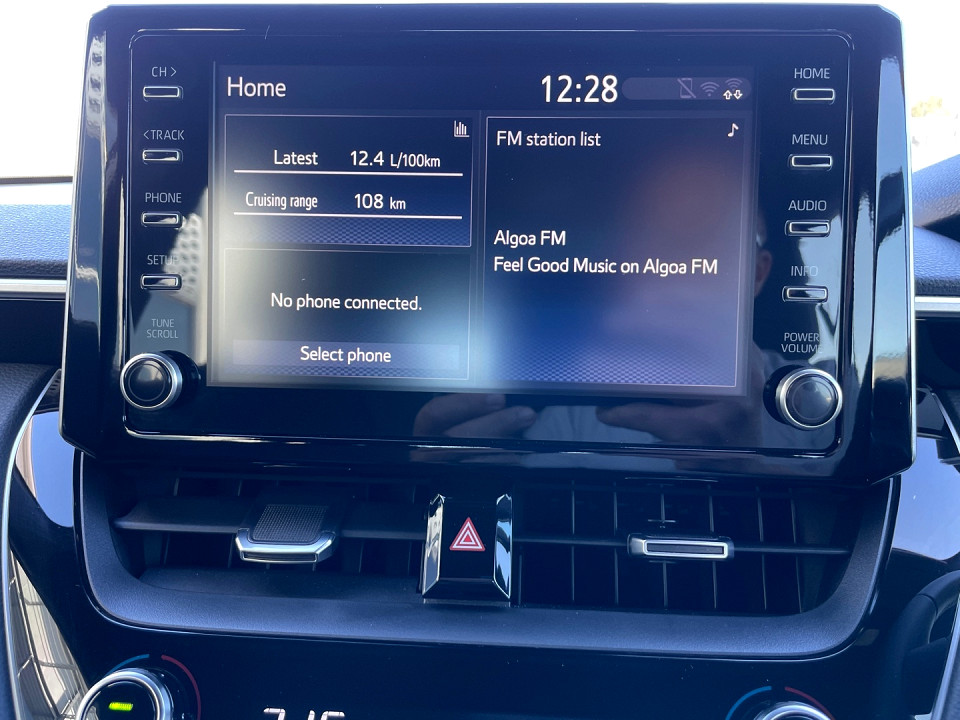 CH >
< TRACK
PHONE
SETUP
TUNE
SCROLL
Home
12:28
Latest 12.4 L/100km
Cruising range 108 km
No phone connected.
Select phone
FM station list
Algoa FM
Feel Good Music on Algoa FM
HOME
MENU
AUDIO
INFO
POWER
VOLUME